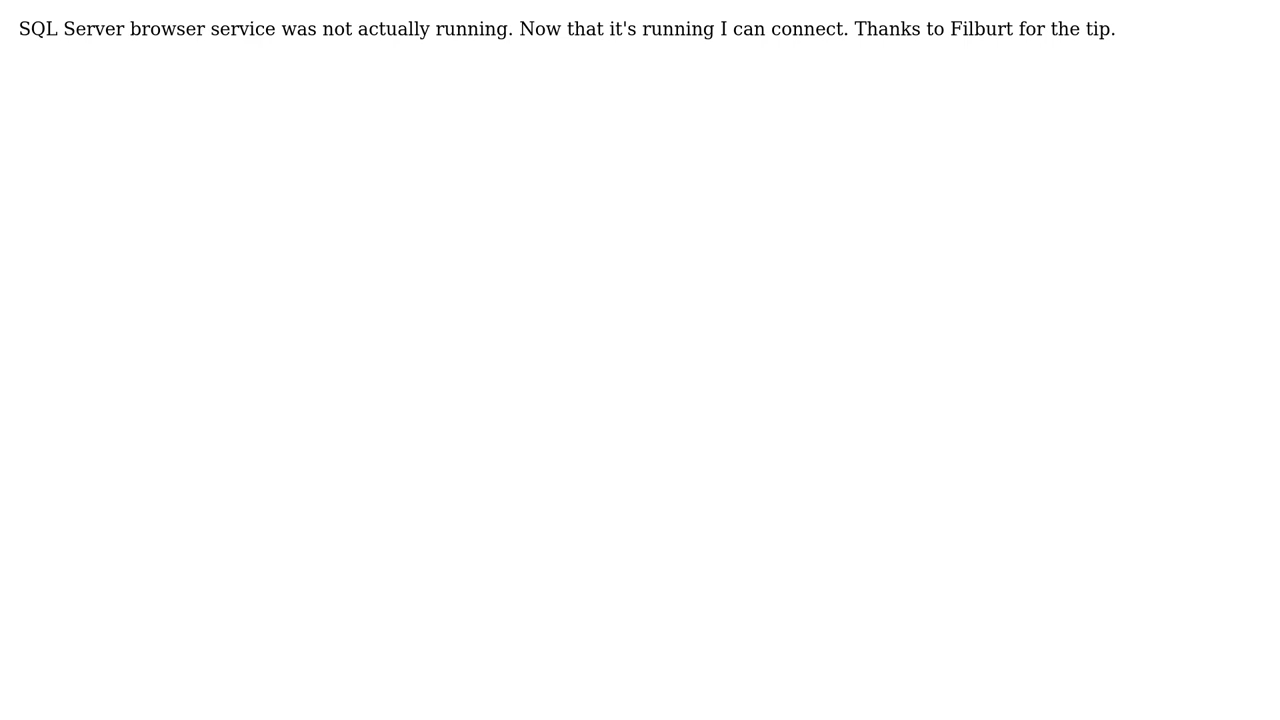 SQL Server browser service was not actually running. Now that it's running I can connect. Thanks to Filburt for the tip.